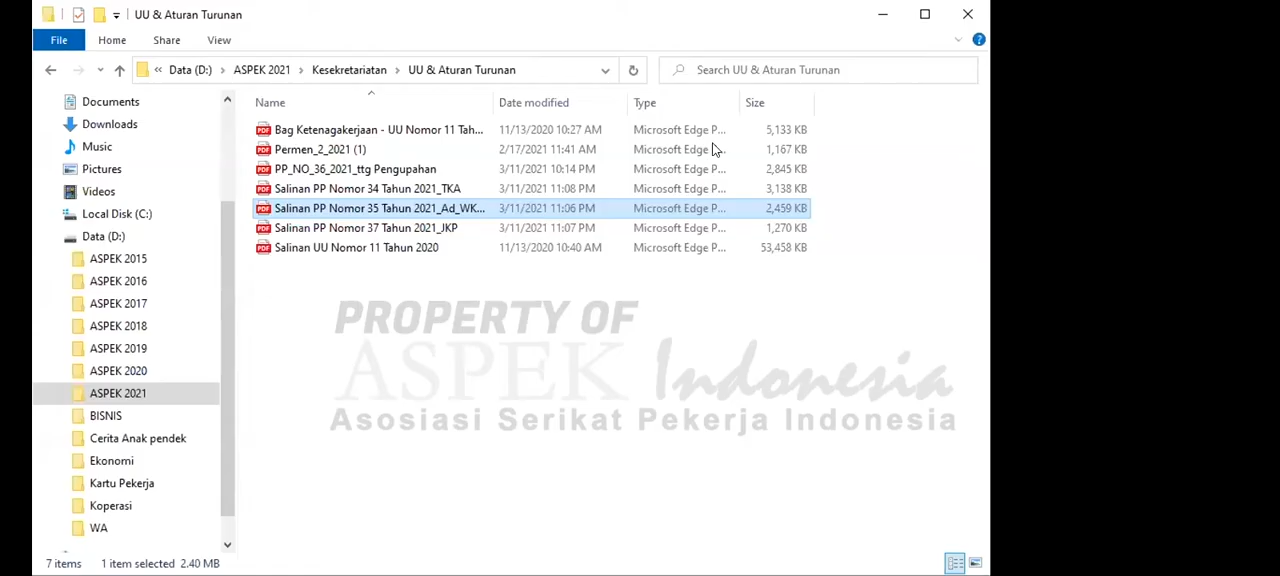 UU & Aturan Turunan
File Home Share View
« Data (D:) > ASPEK 2021 > Kesekretariatan > UU & Aturan Turunan
Search UU & Aturan Turunan
Name Date modified Type Size
Documents
Downloads
Music
Pictures
Videos
Local Disk (C:)
Data (D:)
ASPEK 2015
ASPEK 2016
ASPEK 2017
ASPEK 2018
ASPEK 2019
ASPEK 2020
ASPEK 2021
BISNIS
Cerita Anak pendek
Ekonomi
Kartu Pekerja
Koperasi
WA
Bag Ketenagakerjaan - UU Nomor 11 Tah... 11/13/2020 10:27 AM Microsoft Edge P... 5,133 KB
Permen_2_2021 (1) 2/17/2021 11:41 AM Microsoft Edge P... 1,167 KB
PP_NO_36_2021_ttg Pengupahan 3/11/2021 10:14 PM Microsoft Edge P... 2,845 KB
Salinan PP Nomor 34 Tahun 2021_TKA 3/11/2021 11:08 PM Microsoft Edge P... 3,138 KB
Salinan PP Nomor 35 Tahun 2021_Ad_WK... 3/11/2021 11:06 PM Microsoft Edge P... 2,459 KB
Salinan PP Nomor 37 Tahun 2021_JKP 3/11/2021 11:07 PM Microsoft Edge P... 1,270 KB
Salinan UU Nomor 11 Tahun 2020 11/13/2020 10:40 AM Microsoft Edge P... 53,458 KB
PROPERTY OF
ASPEK Indonesia
Asosiasi Serikat Pekerja Indonesia
7 items 1 item selected 2.40 MB